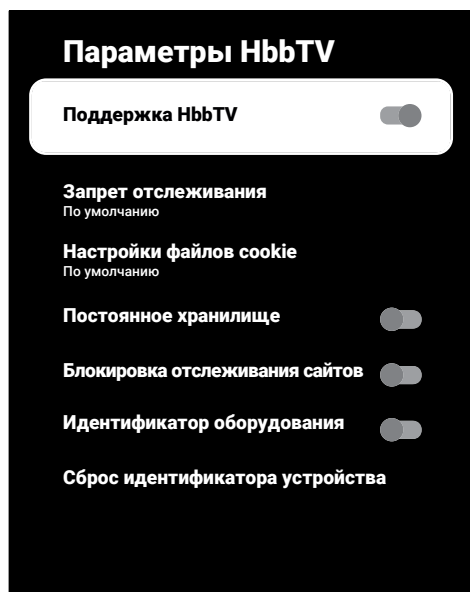 Параметры HbbTV
Поддержка HbbTV
Запрет отслеживания
По умолчанию
Настройки файлов cookie
По умолчанию
Постоянное хранилище
Блокировка отслеживания сайтов
Идентификатор оборудования
Сброс идентификатора устройства